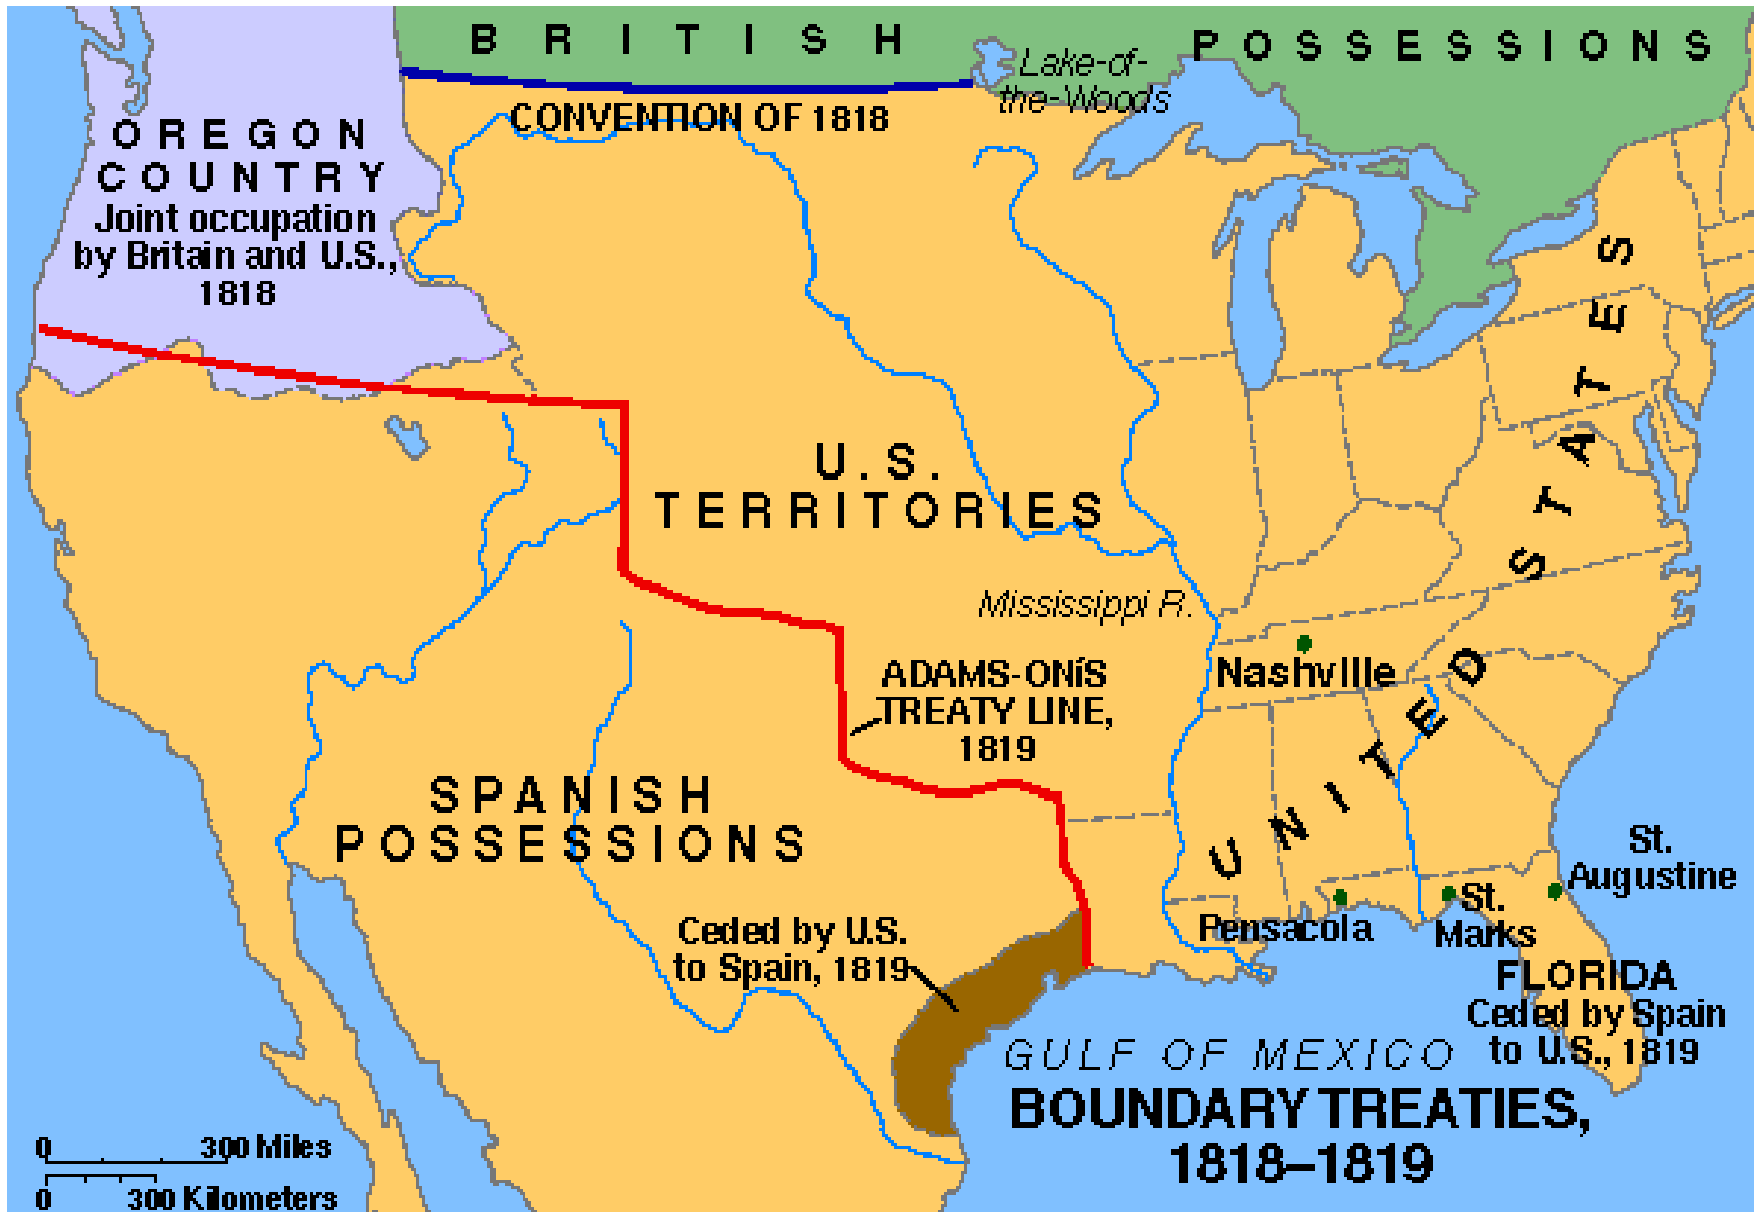 BRITISH POSSESSIONS
Lake-of-
the-Woods
CONVENTION OF 1818
OREGON
COUNTRY
Joint occupation
by Britain and U.S.,
1818
U.S.
TERRITORIES
Mississippi R.
Nashville
ADAMS-ONíS
TREATY LINE,
1819
UNITED STATES
SPANISH
POSSESSIONS
St.
Augustine
St.
Marks
Pensacola
Ceded by U.S.
to Spain, 1819
FLORIDA
Ceded by Spain
to U.S., 1819
GULF OF MEXICO
BOUNDARY TREATIES,
1818–1819
0 300 Miles
0 300 Kilometers